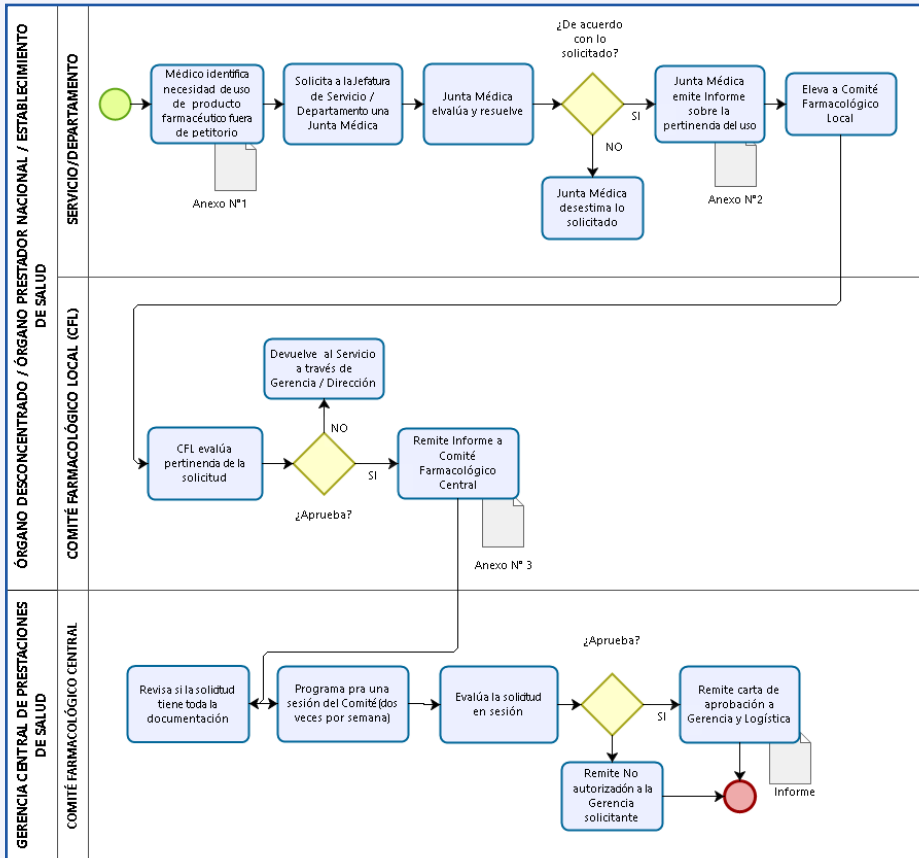 ÓRGANO DESCONCENTRADO / ÓRGANO PRESTADOR NACIONAL / ESTABLECIMIENTO
DE SALUD
SERVICIO/DEPARTAMENTO
Médico identifica
necesidad de uso
de producto
farmacéutico fuera
de petitorio
Anexo N°1
Solicita a la Jefatura
de Servicio /
Departamento una
Junta Médica
Junta Médica
elvalúa y resuelve
¿De acuerdo
con lo
solicitado?
SI
NO
Junta Médica
desestima lo
solicitado
Junta Médica
emite Informe
sobre la
pertinencia del uso
Anexo N°2
Eleva a Comité
Farmacológico
Local
COMITÉ FARMACOLÓGICO LOCAL (CFL)
CFL evalúa
pertinencia de la
solicitud
Devuelve al Servicio
a través de
Gerencia / Dirección
NO
SI
¿Aprueba?
Remite Informe a
Comité
Farmacológico
Central
Anexo N° 3
GERENCIA CENTRAL DE PRESTACIONES
DE SALUD
COMITÉ FARMACOLÓGICO CENTRAL
Revisa si la solicitud
tiene toda la
documentación
Programa pra una
sesión del Comité (dos
veces por semana)
Evalúa la solicitud
en sesión
¿Aprueba?
SI
Remite carta de
aprobación a
Gerencia y Logística
Informe
Remite No
autorización a la
Gerencia
solicitante